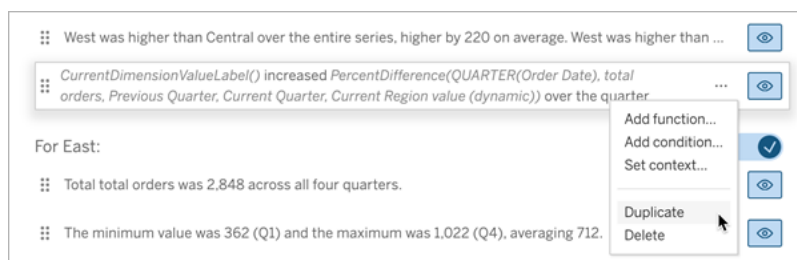 West was higher than Central over the entire series, higher by 220 on average. West was higher than ...
CurrentDimensionValueLabel() increased PercentDifference(QUARTER(Order Date), total
orders, Previous Quarter, Current Quarter, Current Region value (dynamic)) over the quarter
...
Add function...
Add condition...
Set context...
Duplicate
Delete
For East:
Total total orders was 2,848 across all four quarters.
The minimum value was 362 (Q1) and the maximum was 1,022 (Q4), averaging 712.